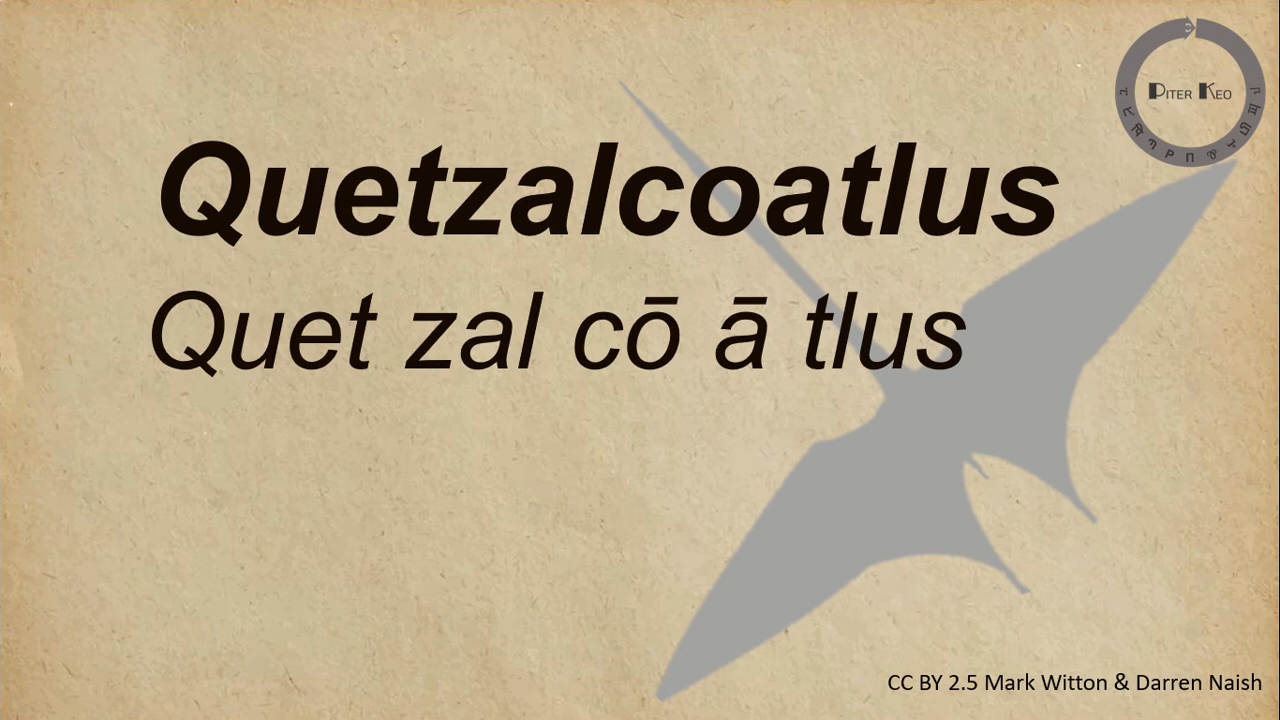 PITER KEO
Quetzalcoatlus
Quet zal cō ā tlus
CC BY 2.5 Mark Witton & Darren Naish